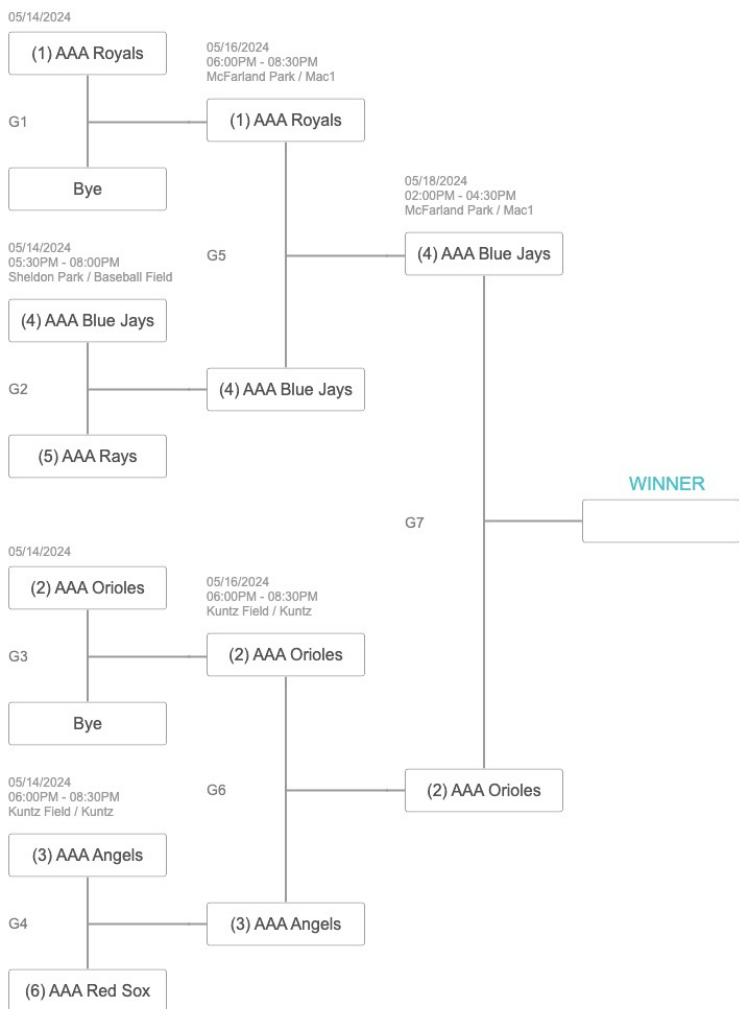 05/14/2024
(1) AAA Royals
G1
Bye
05/14/2024
05:30PM - 08:00PM
Sheldon Park / Baseball Field
(4) AAA Blue Jays
G2
(5) AAA Rays
05/14/2024
(2) AAA Orioles
G3
Bye
05/14/2024
06:00PM - 08:30PM
Kuntz Field / Kuntz
(3) AAA Angels
G4
(6) AAA Red Sox
05/16/2024
06:00PM - 08:30PM
McFarland Park / Mac1
(1) AAA Royals
G5
(4) AAA Blue Jays
05/16/2024
06:00PM - 08:30PM
Kuntz Field / Kuntz
(2) AAA Orioles
G6
(3) AAA Angels
05/18/2024
02:00PM - 04:30PM
McFarland Park / Mac1
(4) AAA Blue Jays
G7
(2) AAA Orioles
WINNER